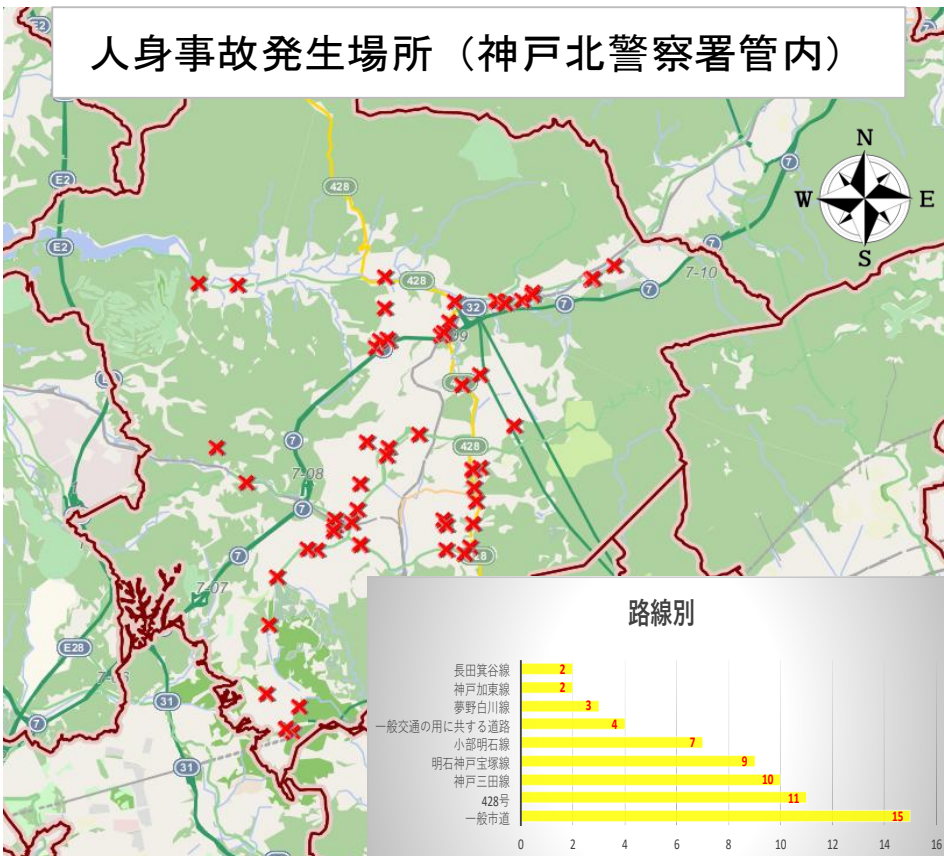 人身事故発生場所（神戸北警察署管内）
E2
E2
7
N
428
W
E
E2
7
S
7-10
428
7
32
7
428
7
7-08
7
7
7-07
E28
31
7
31
路線別
長田箕谷線 2
神戸加東線 2
夢野白川線 3
一般交通の用に共する道路 4
小部明石線 7
明石神戸宝塚線 9
神戸三田線 10
428号 11
一般市道 15
0 2 4 6 8 10 12 14 16